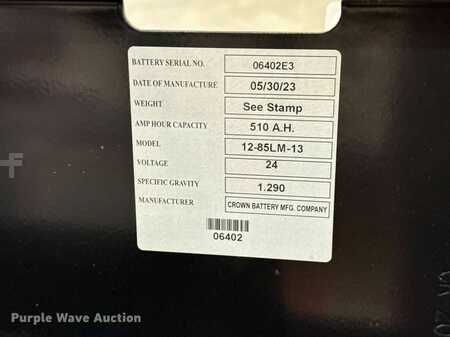 BATTERY SERIAL NO. 06402E3
DATE OF MANUFACTURE 05/30/23
WEIGHT See Stamp
AMP HOUR CAPACITY 510 A.H.
MODEL 12-85LM-13
VOLTAGE 24
SPECIFIC GRAVITY 1.290
MANUFACTURER CROWN BATTERY MFG. COMPANY
06402
Purple Wave Auction